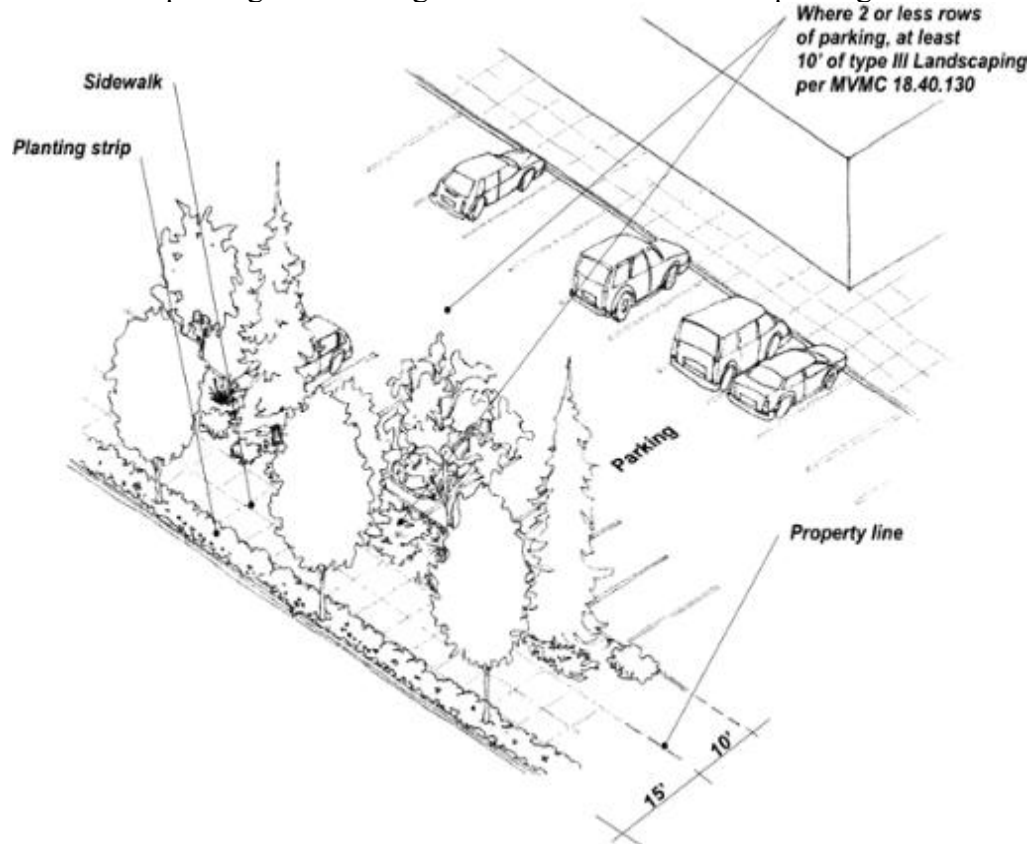 Where 2 or less rows
of parking, at least
10' of type III Landscaping
per MVMC 18.40.130
Sidewalk
Planting strip
Parking
Property line
10'
15'